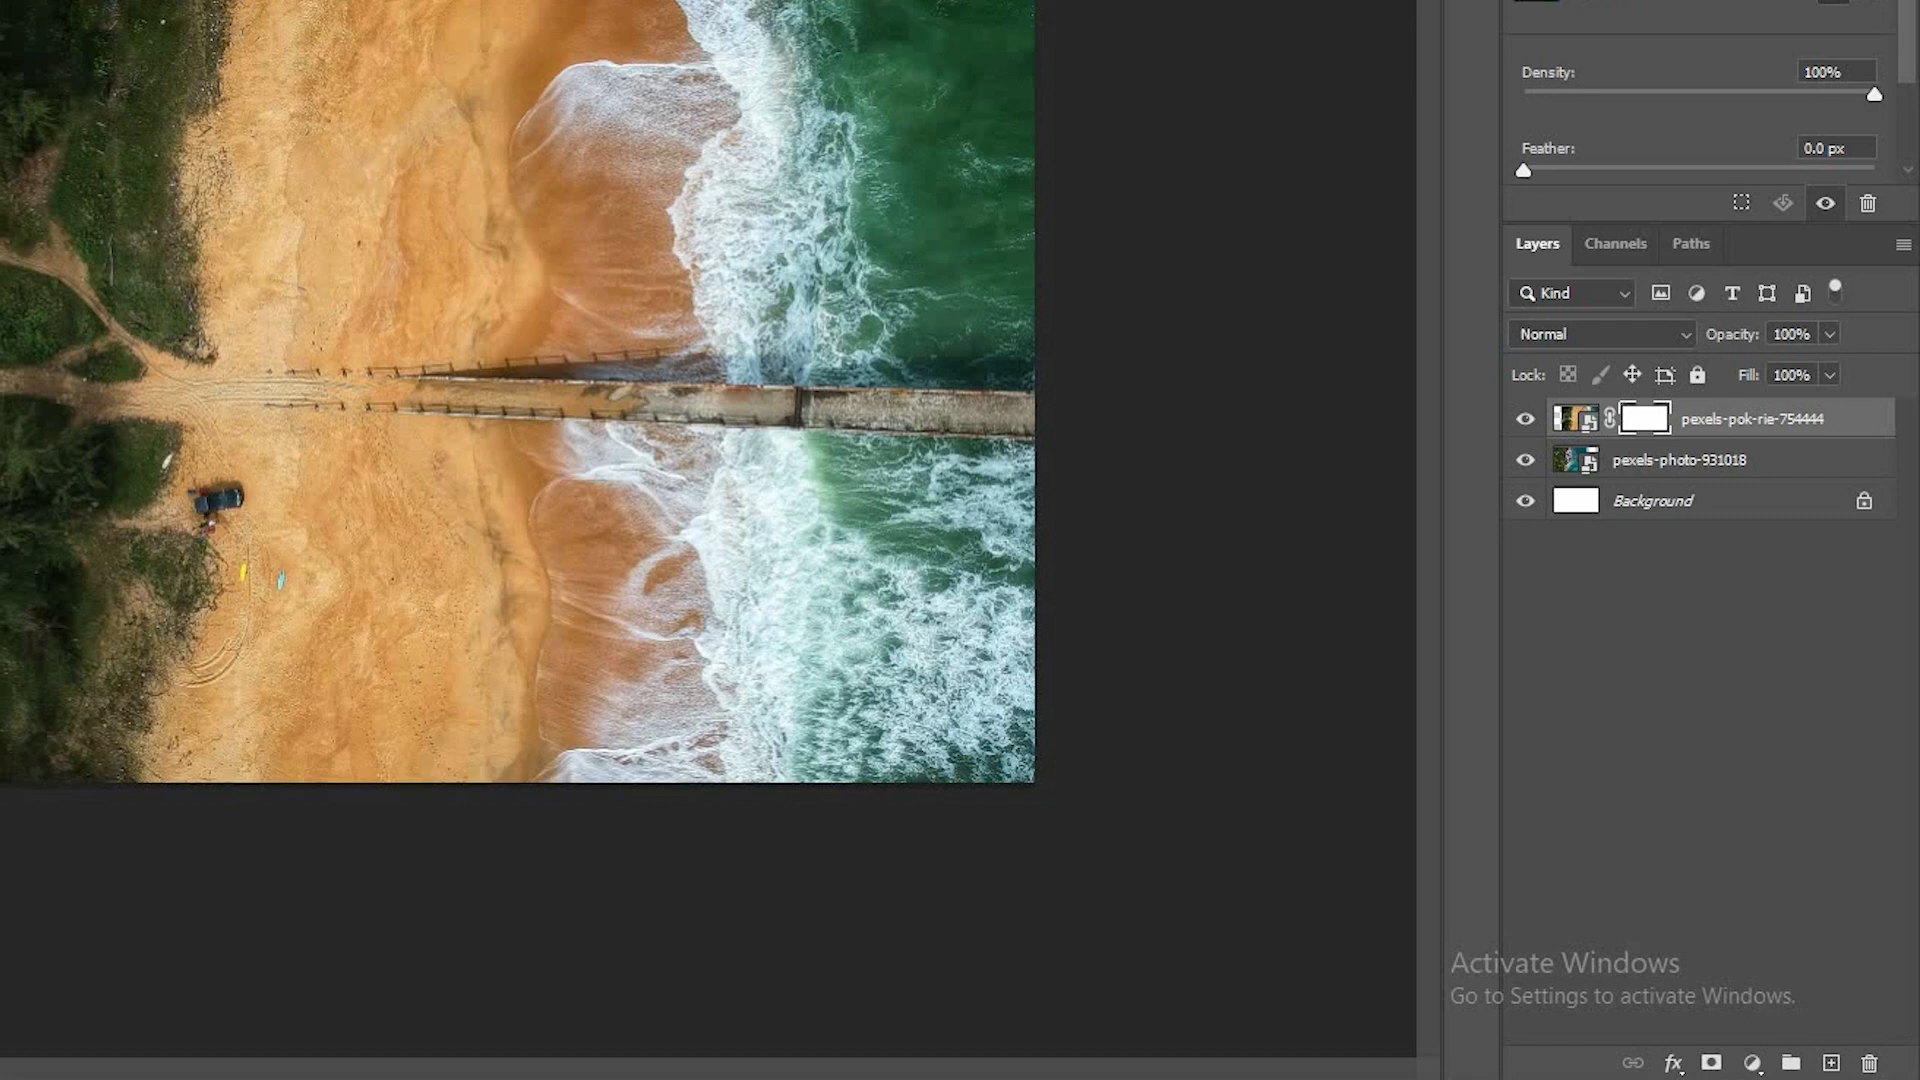 Density:
100%
Feather:
0.0 px
Layers Channels Paths
Kind
Normal Opacity: 100%
Lock: Fill: 100%
pexels-pok-rie-754444
pexels-photo-931018
Background
Activate Windows
Go to Settings to activate Windows.
fx